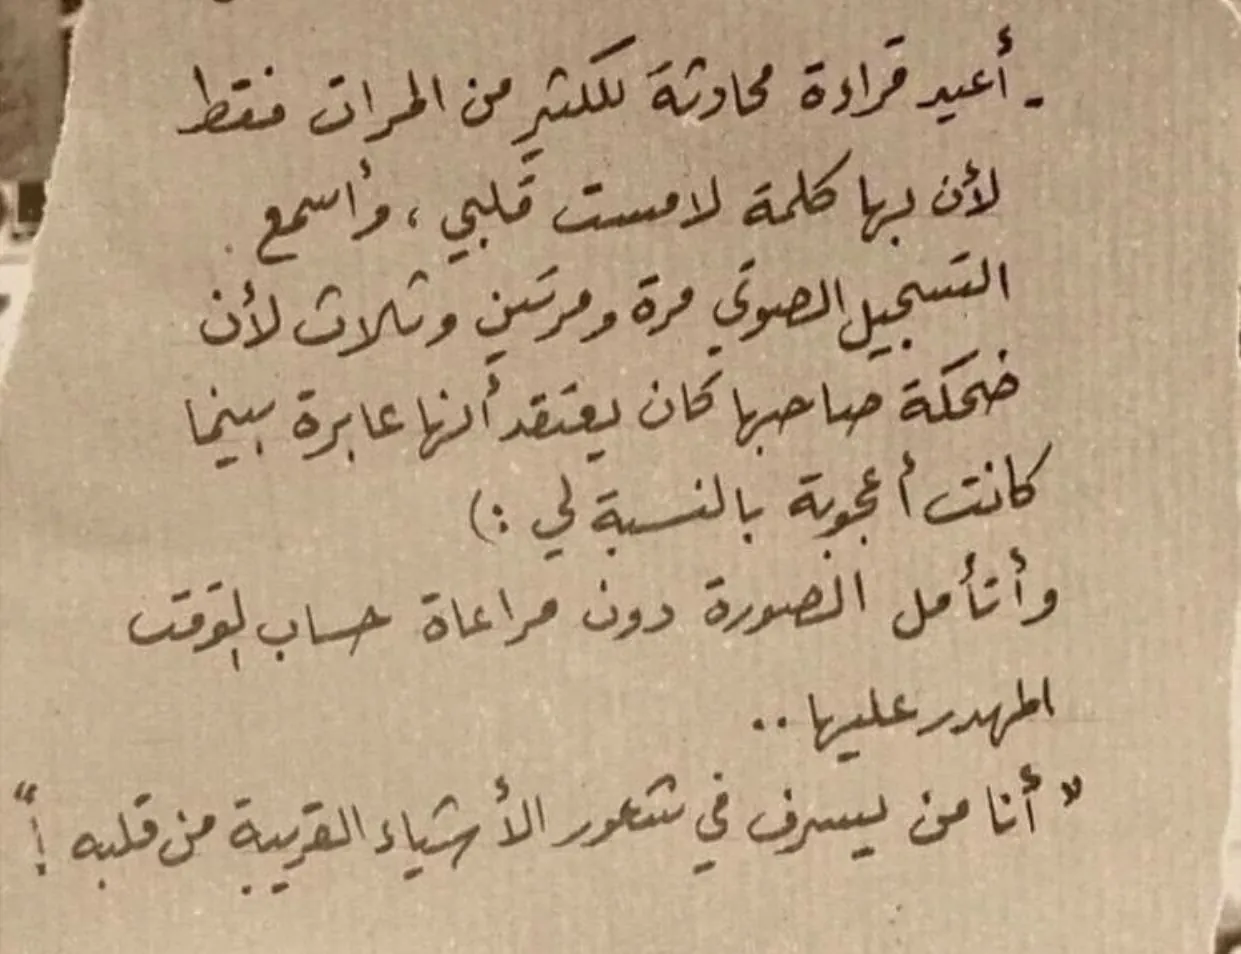 - أعيد قراءة محادثة للكثير من المرات فقط
لأن بها كلمة لامست قلبي ، وأسمع
التسجيل الصوتي مرة ومرتين وثلاث لأن
ضحكة صاحبها كان يعتقد أنها عابرة بينما
كانت أعجوبة بالنسبة لي :)
وأتأمل الصورة دون مراعاة حساب الوقت
المهدر عليها ..
" أنا من يسرف في شعور الأشياء القريبة من قلبه !"